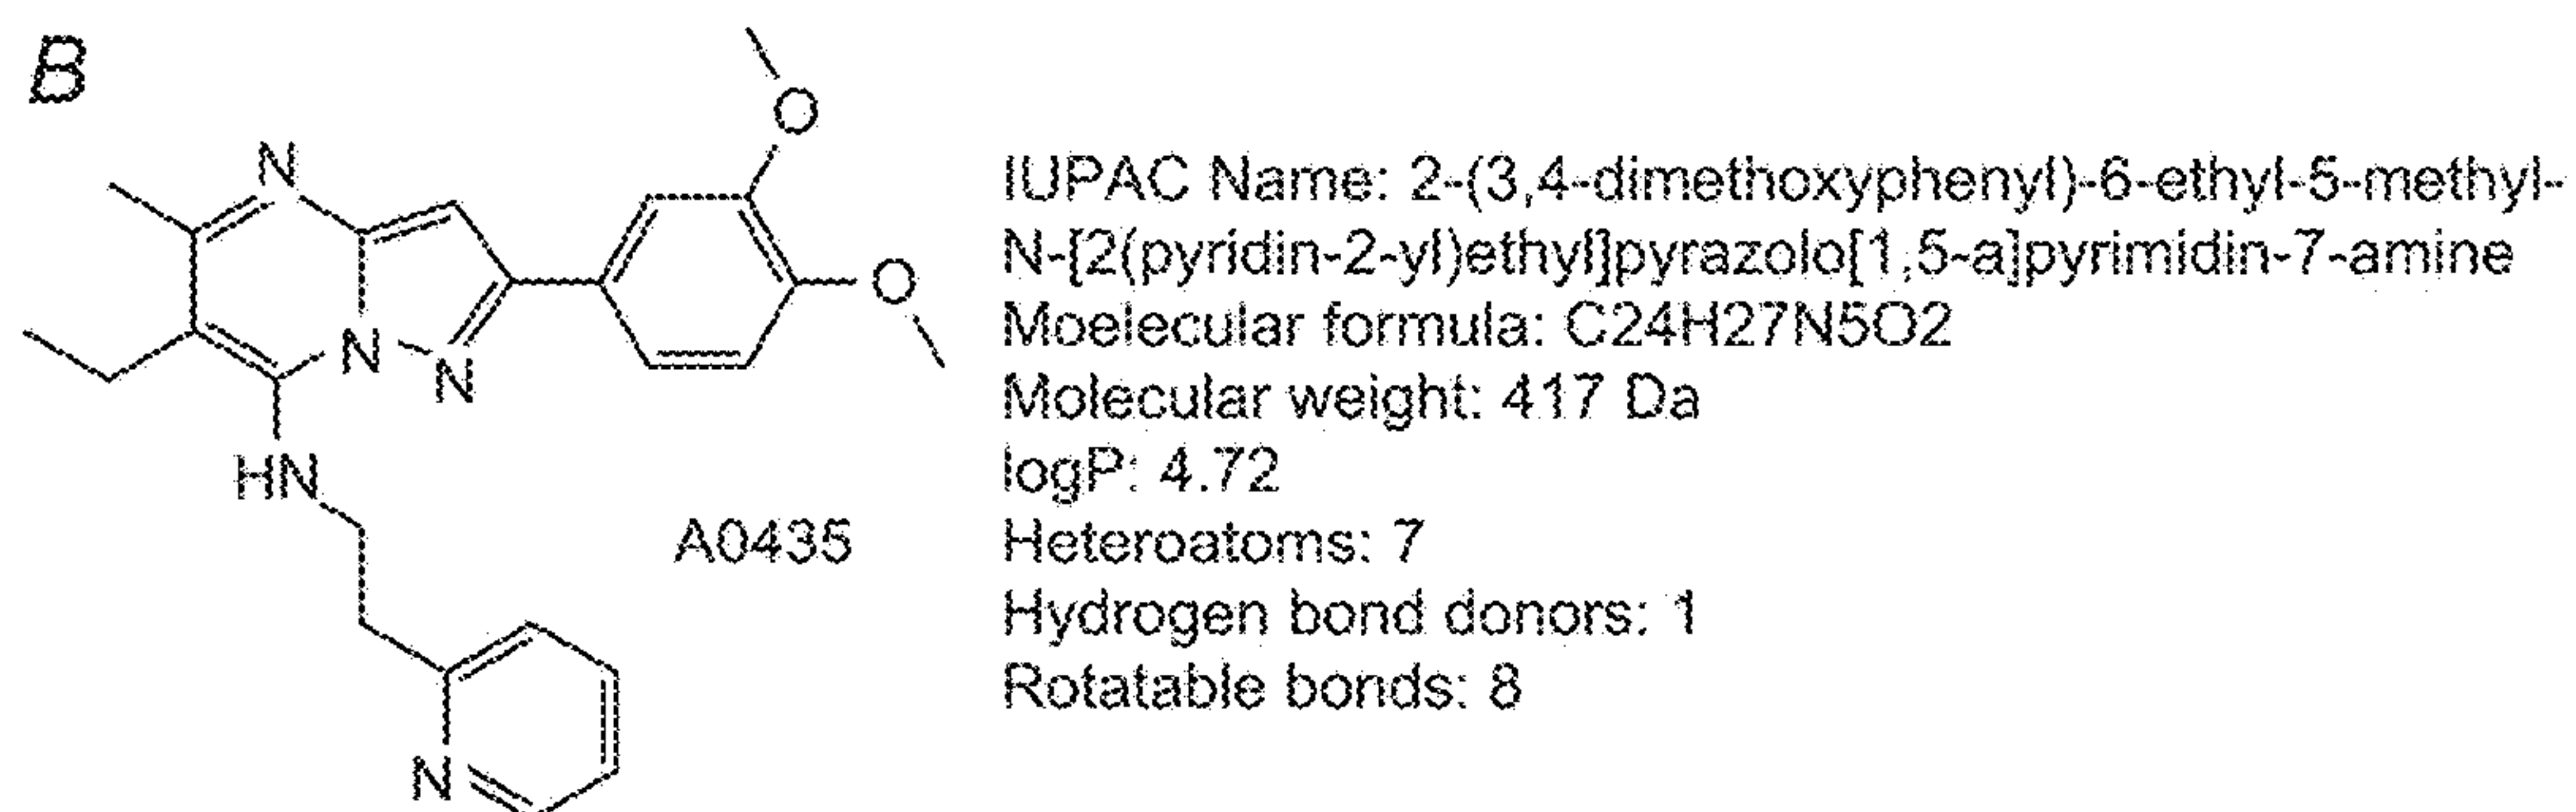 B
O
N
O
N
N
HN
A0435
N
IUPAC Name: 2-(3,4-dimethoxyphenyl)-6-ethyl-5-methyl-
N-[2(pyridin-2-yl)ethyl]pyrazolo[1,5-a]pyrimidin-7-amine
Moelecular formula: C24H27N5O2
Molecular weight: 417 Da
logP: 4.72
Heteroatoms: 7
Hydrogen bond donors: 1
Rotatable bonds: 8